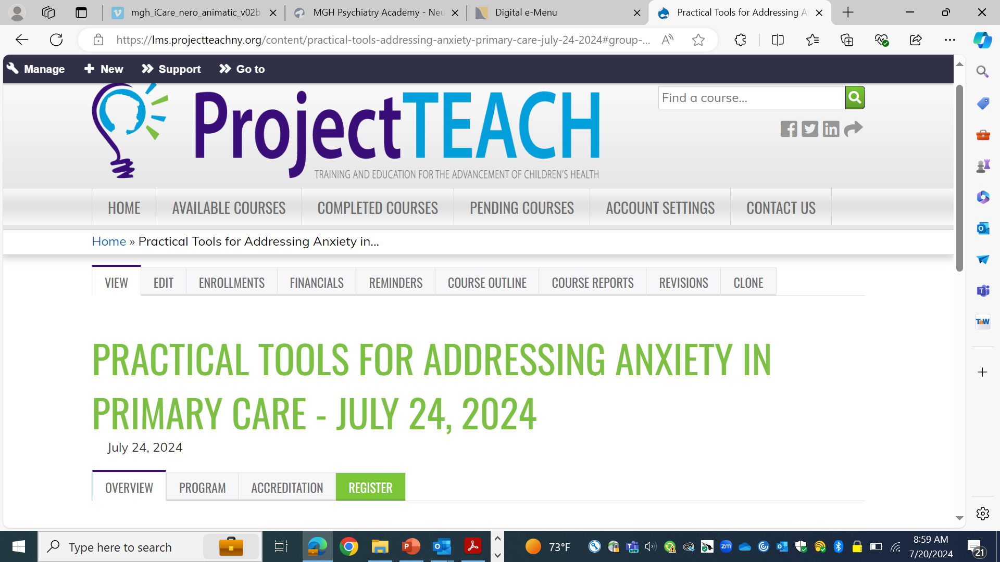 mgh_iCare_nero_animatic_v02b
MGH Psychiatry Academy - Neu
Digital e-Menu
Practical Tools for Addressing A
https://lms.projectteachny.org/content/practical-tools-addressing-anxiety-primary-care-july-24-2024#group-...
Manage
New
Support
Go to
ProjectTEACH
TRAINING AND EDUCATION FOR THE ADVANCEMENT OF CHILDREN'S HEALTH
Find a course...
HOME
AVAILABLE COURSES
COMPLETED COURSES
PENDING COURSES
ACCOUNT SETTINGS
CONTACT US
Home » Practical Tools for Addressing Anxiety in...
VIEW
EDIT
ENROLLMENTS
FINANCIALS
REMINDERS
COURSE OUTLINE
COURSE REPORTS
REVISIONS
CLONE
PRACTICAL TOOLS FOR ADDRESSING ANXIETY IN
PRIMARY CARE - JULY 24, 2024
July 24, 2024
OVERVIEW
PROGRAM
ACCREDITATION
REGISTER
TaW
Type here to search
73°F
NEW
zm
8:59 AM
7/20/2024
21